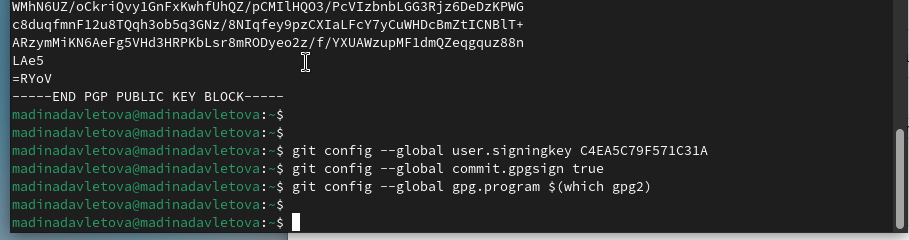 WMhN6UZ/oCkriQvy1GnFxKwhfUhQZ/pCMIlHQO3/PcVIzbnbLGG3Rjz6DeDzKPWG
c8duqfmnF12u8TQqh3ob5q3GNz/8NIqfey9pzCXIaLFcY7yCuWHDcBmZtICNBlT+
ARzymMiKN6AeFg5VHd3HRPKbLsr8mRODyeo2z/f/YXUAWzupMF1dmQZeqgquz88n
LAe5
=RYoV
-----END PGP PUBLIC KEY BLOCK-----
madinadavletova@madinadavletova:~$
madinadavletova@madinadavletova:~$
madinadavletova@madinadavletova:~$ git config --global user.signingkey C4EA5C79F571C31A
madinadavletova@madinadavletova:~$ git config --global commit.gpgsign true
madinadavletova@madinadavletova:~$ git config --global gpg.program $(which gpg2)
madinadavletova@madinadavletova:~$
madinadavletova@madinadavletova:~$